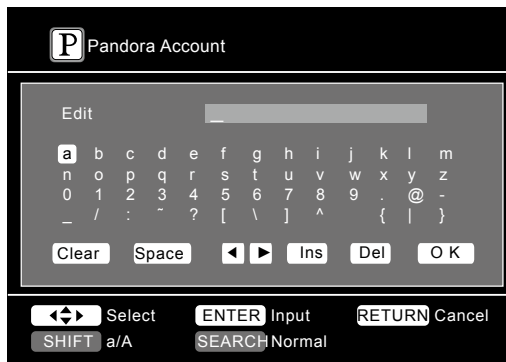 P Pandora Account
Edit _
a b c d e f g h i j k l m
n o p q r s t u v w x y z
0 1 2 3 4 5 6 7 8 9 . @ -
_ / : ~ ? [ \ ] ^ { | }
Clear Space ◀ ▶ Ins Del O K
Select ENTER Input RETURN Cancel
SHIFT a/A SEARCH Normal